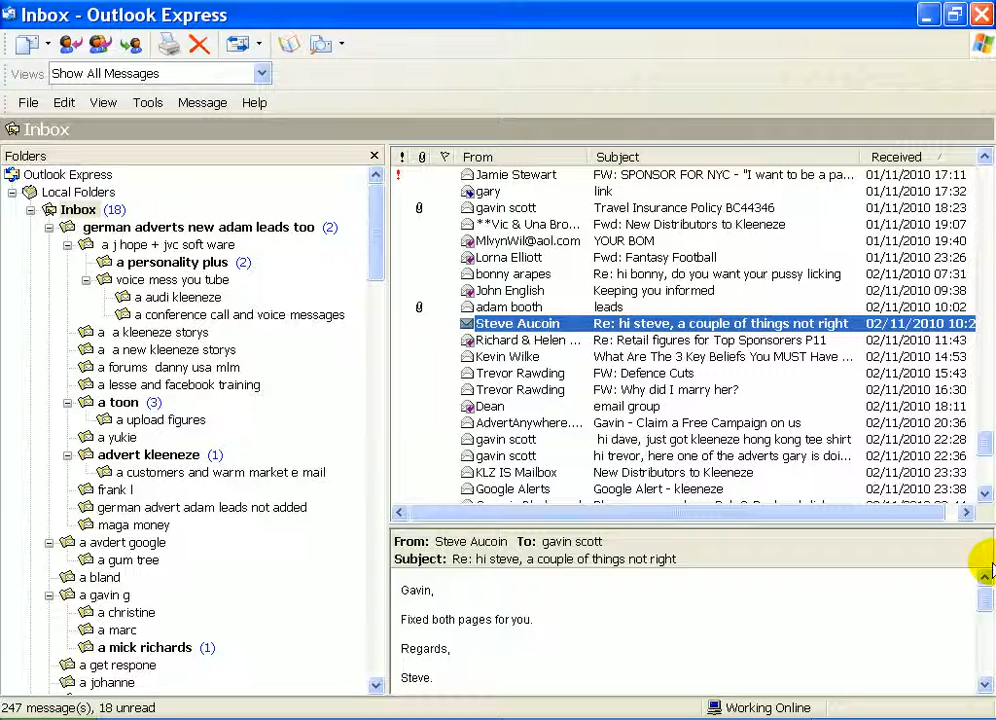 Inbox - Outlook Express
Views Show All Messages
File Edit View Tools Message Help
Inbox
Folders
Outlook Express
Local Folders
Inbox (18)
german adverts new adam leads too (2)
a j hope + jvc soft ware
a personality plus (2)
voice mess you tube
a audi kleeneze
a conference call and voice messages
a a kleeneze storys
a a new kleeneze storys
a forums danny usa mlm
a lesse and facebook training
a toon (3)
a upload figures
a yukie
advert kleeneze (1)
a customers and warm market e mail
frank l
german advert adam leads not added
maga money
a avdert google
a gum tree
a bland
a gavin g
a christine
a marc
a mick richards (1)
a get respone
a johanne
! From Subject Received
! Jamie Stewart FW: SPONSOR FOR NYC - "I want to be a pa... 01/11/2010 17:11
gary link 01/11/2010 17:32
gavin scott Travel Insurance Policy BC44346 01/11/2010 18:23
**Vic & Una Bro... Fwd: New Distributors to Kleeneze 01/11/2010 19:07
MlvynWil@aol.com YOUR BOM 01/11/2010 19:40
Lorna Elliott Fwd: Fantasy Football 01/11/2010 23:26
bonny arapes Re: hi bonny, do you want your pussy licking 02/11/2010 07:31
John English Keeping you informed 02/11/2010 09:38
adam booth leads 02/11/2010 10:02
Steve Aucoin Re: hi steve, a couple of things not right 02/11/2010 10:2
Richard & Helen ... Re: Retail figures for Top Sponsorers P11 02/11/2010 11:43
Kevin Wilke What Are The 3 Key Beliefs You MUST Have ... 02/11/2010 14:53
Trevor Rawding FW: Defence Cuts 02/11/2010 15:43
Trevor Rawding FW: Why did I marry her? 02/11/2010 16:30
Dean email group 02/11/2010 18:11
AdvertAnywhere.... Gavin - Claim a Free Campaign on us 02/11/2010 20:36
gavin scott hi dave, just got kleeneze hong kong tee shirt 02/11/2010 22:28
gavin scott hi trevor, here one of the adverts gary is doi... 02/11/2010 22:36
KLZ IS Mailbox New Distributors to Kleeneze 02/11/2010 23:33
Google Alerts Google Alert - kleeneze 02/11/2010 23:38
From: Steve Aucoin To: gavin scott
Subject: Re: hi steve, a couple of things not right
Gavin,
Fixed both pages for you.
Regards,
Steve.
247 message(s), 18 unread Working Online